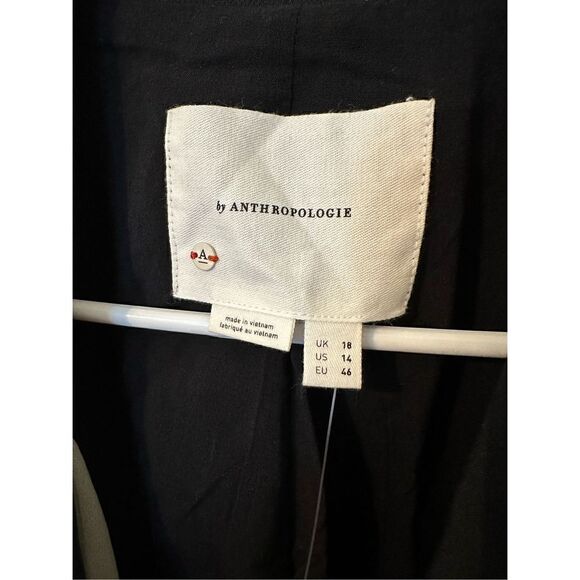 by ANTHROPOLOGIE
A
made in vietnam
fabriqué au vietnam
UK 18
US 14
EU 46